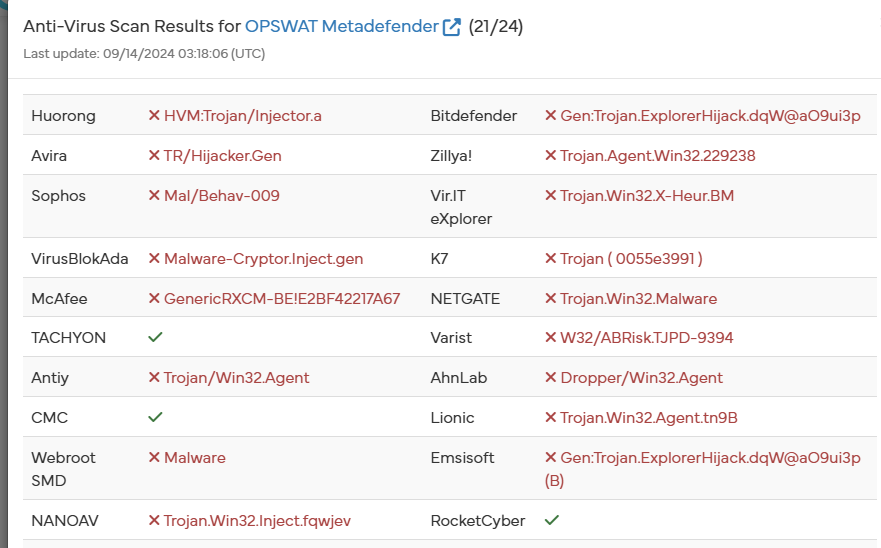 Anti-Virus Scan Results for OPSWAT Metadefender (21/24)
Last update: 09/14/2024 03:18:06 (UTC)
Huorong ✕ HVM:Trojan/Injector.a Bitdefender ✕ Gen:Trojan.ExplorerHijack.dqW@aO9ui3p
Avira ✕ TR/Hijacker.Gen Zillya! ✕ Trojan.Agent.Win32.229238
Sophos ✕ Mal/Behav-009 Vir.IT ✕ Trojan.Win32.X-Heur.BM
eXplorer
VirusBlokAda ✕ Malware-Cryptor.Inject.gen K7 ✕ Trojan ( 0055e3991 )
McAfee ✕ GenericRXCM-BE!E2BF42217A67 NETGATE ✕ Trojan.Win32.Malware
TACHYON ✓ Varist ✕ W32/ABRisk.TJPD-9394
Antiy ✕ Trojan/Win32.Agent AhnLab ✕ Dropper/Win32.Agent
CMC ✓ Lionic ✕ Trojan.Win32.Agent.tn9B
Webroot ✕ Malware Emsisoft ✕ Gen:Trojan.ExplorerHijack.dqW@aO9ui3p
SMD (B)
NANOAV ✕ Trojan.Win32.Inject.fqwjev RocketCyber ✓